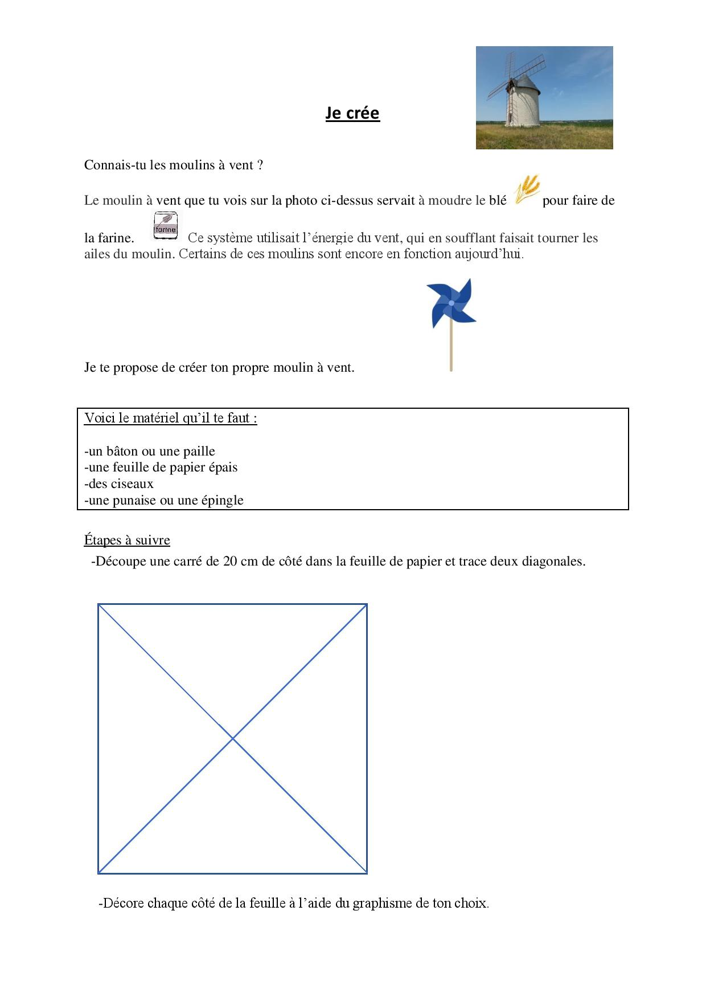 Je crée
Connais-tu les moulins à vent ?
Le moulin à vent que tu vois sur la photo ci-dessus servait à moudre le blé pour faire de
farine
la farine. Ce système utilisait l’énergie du vent, qui en soufflant faisait tourner les
ailes du moulin. Certains de ces moulins sont encore en fonction aujourd’hui.
Je te propose de créer ton propre moulin à vent.
Voici le matériel qu’il te faut :
-un bâton ou une paille
-une feuille de papier épais
-des ciseaux
-une punaise ou une épingle
Étapes à suivre
-Découpe une carré de 20 cm de côté dans la feuille de papier et trace deux diagonales.
-Décore chaque côté de la feuille à l’aide du graphisme de ton choix.